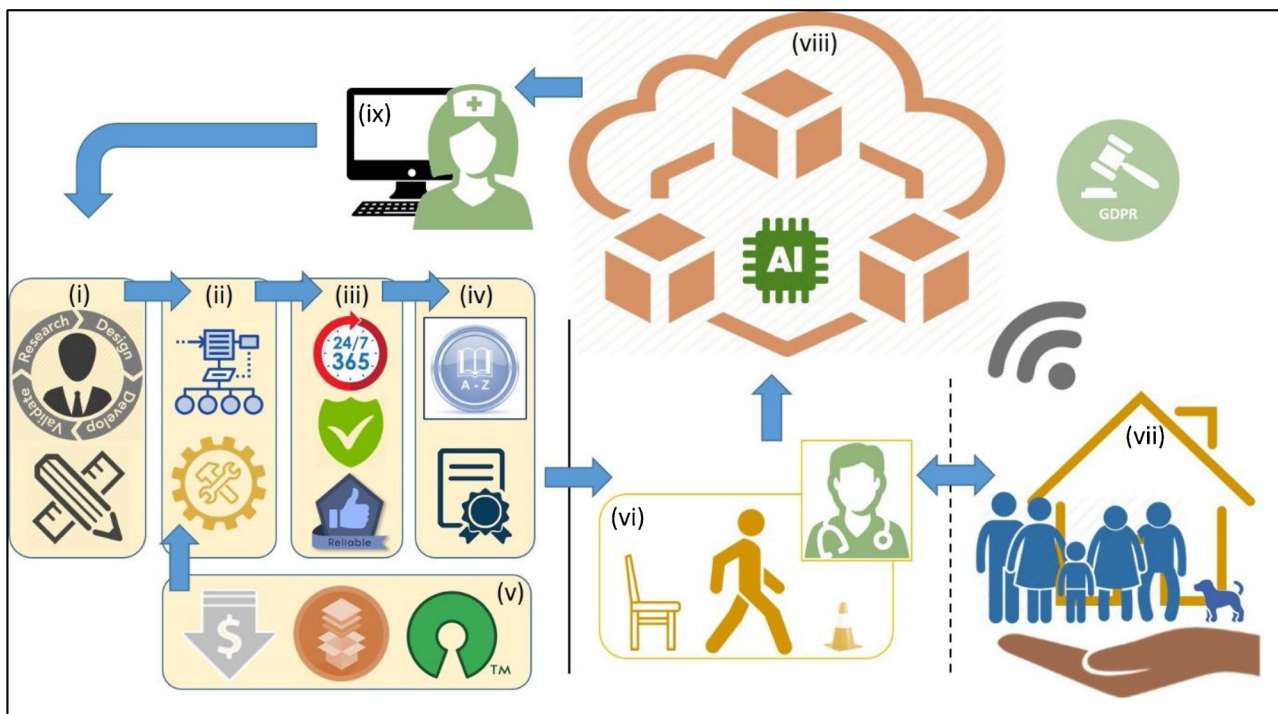 (viii)
(ix)
GDPR
AI
(i)
(ii)
(iii)
(iv)
Research
Design
Develop
Validate
24/7
365
A - Z
Reliable
(v)
$
TM
(vi)
(vii)